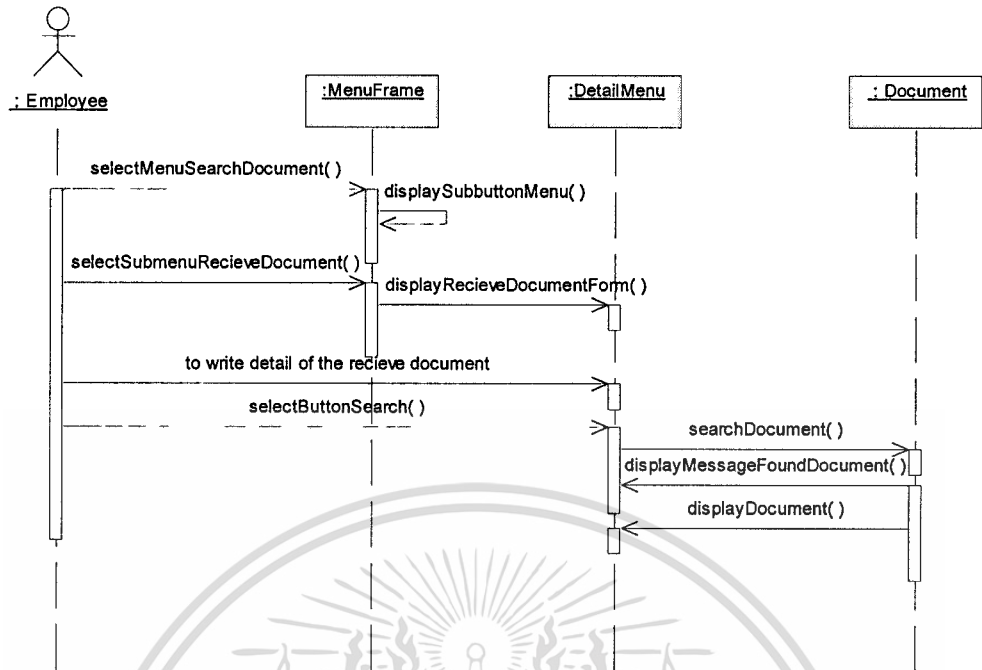 : Employee
:MenuFrame
:DetailMenu
: Document
selectMenuSearchDocument( )
displaySubbuttonMenu( )
selectSubmenuRecieveDocument( )
displayRecieveDocumentForm( )
to write detail of the recieve document
selectButtonSearch( )
searchDocument( )
displayMessageFoundDocument( )
displayDocument( )